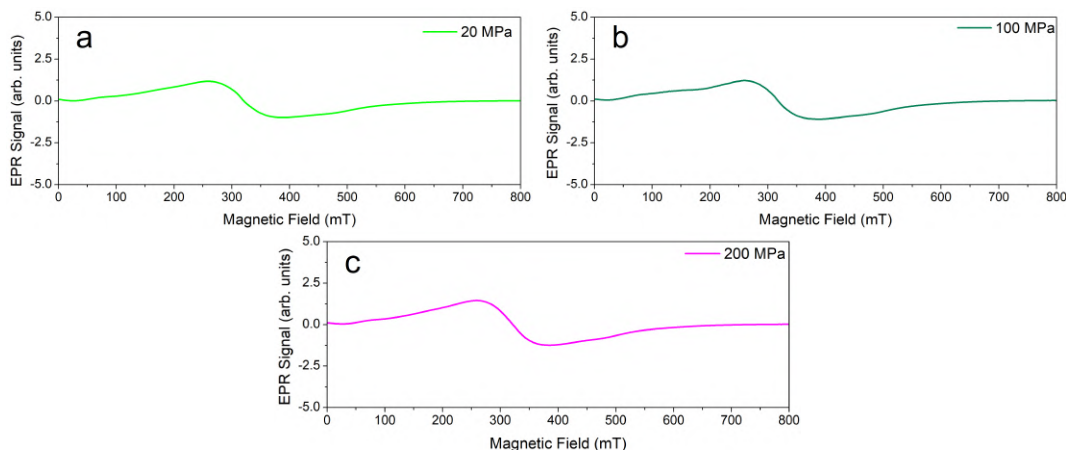 a
20 MPa
EPR Signal (arb. units)
5.0
2.5
0.0
-2.5
-5.0
0 100 200 300 400 500 600 700 800
Magnetic Field (mT)
b
100 MPa
EPR Signal (arb. units)
5.0
2.5
0.0
-2.5
-5.0
0 100 200 300 400 500 600 700 800
Magnetic Field (mT)
c
200 MPa
EPR Signal (arb. units)
5.0
2.5
0.0
-2.5
-5.0
0 100 200 300 400 500 600 700 800
Magnetic Field (mT)